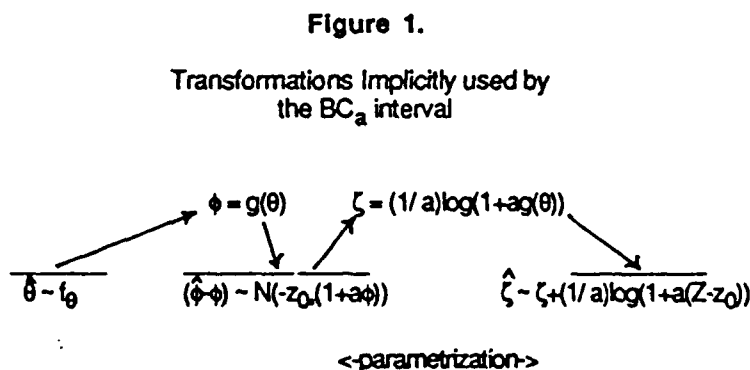 Figure 1.
Transformations Implicitly used by
the BCa interval
ϕ = g(θ)
ζ = (1/ a)log(1+ag(θ))
θ̂ ~ fθ
(ϕ̂-ϕ) ~ N(-z0,(1+aϕ))
ζ̂ ~ ζ+(1/ a)log(1+a(Z-z0))
<-parametrization->